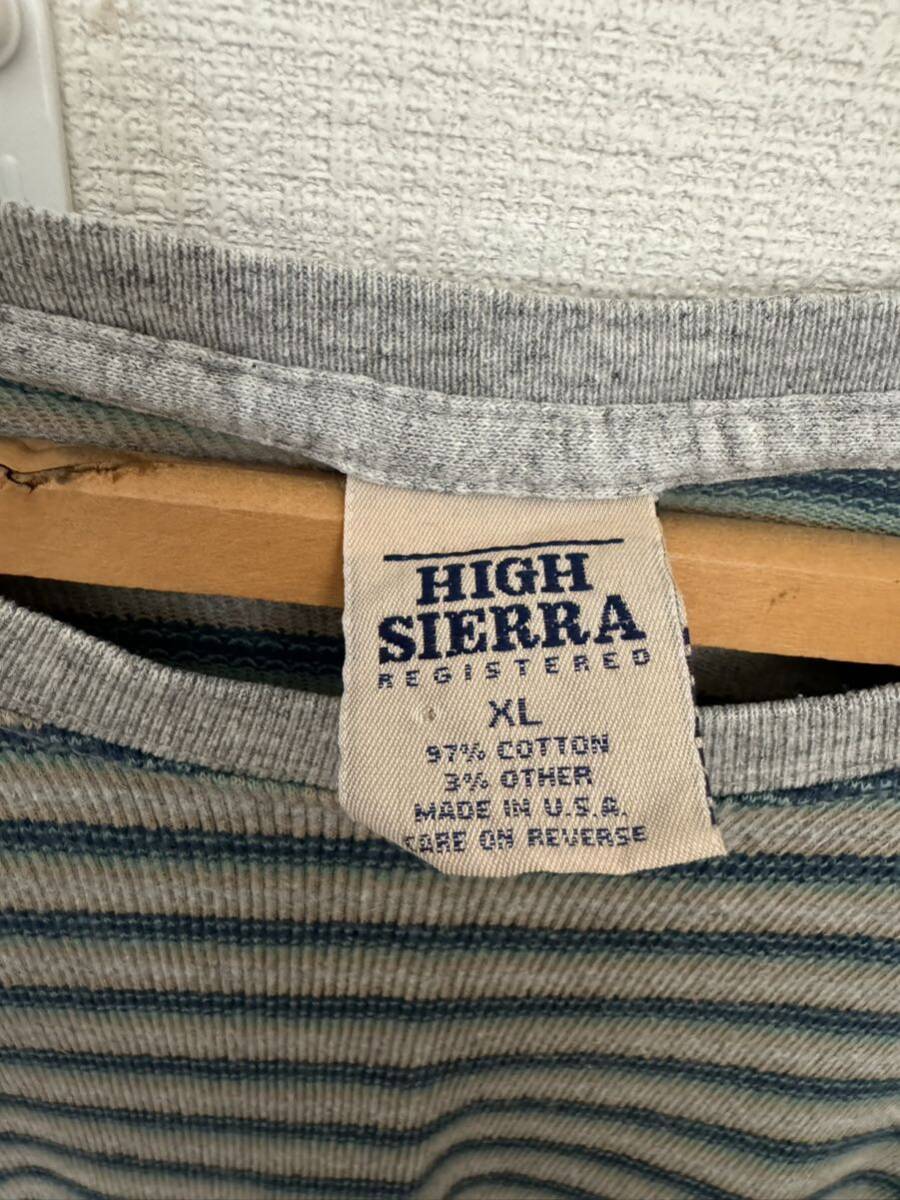 HIGH
SIERRA
REGISTERED
XL
97% COTTON
3% OTHER
MADE IN U.S.A.
CARE ON REVERSE